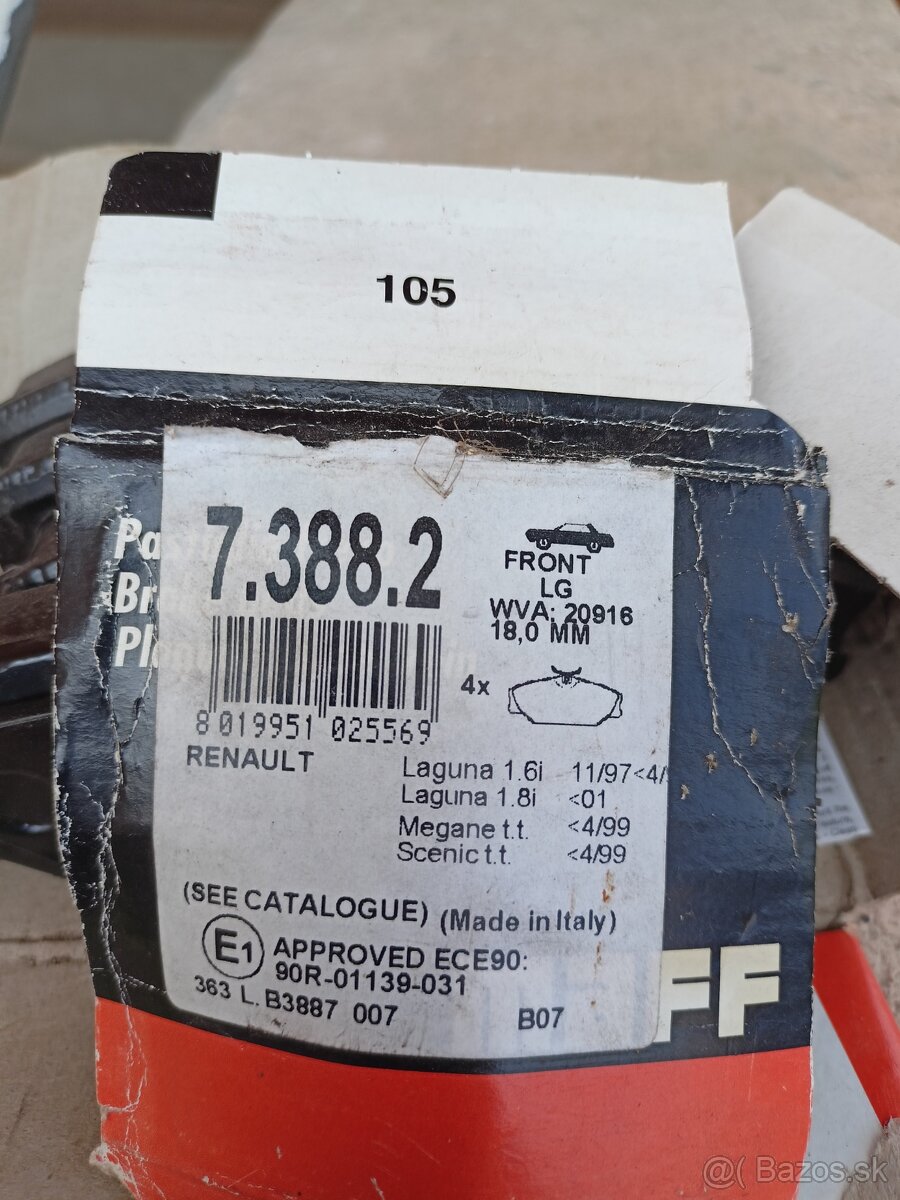 105
7.388.2
FRONT
LG
WVA: 20916
18,0 MM
4x
8 019951 025569
RENAULT
Laguna 1.6i 11/97<4/
Laguna 1.8i <01
Megane t.t. <4/99
Scenic t.t. <4/99
(SEE CATALOGUE) (Made in Italy)
E1 APPROVED ECE90:
90R-01139-031
363 L. B3887 007 B07
FF
@( Bazos.sk